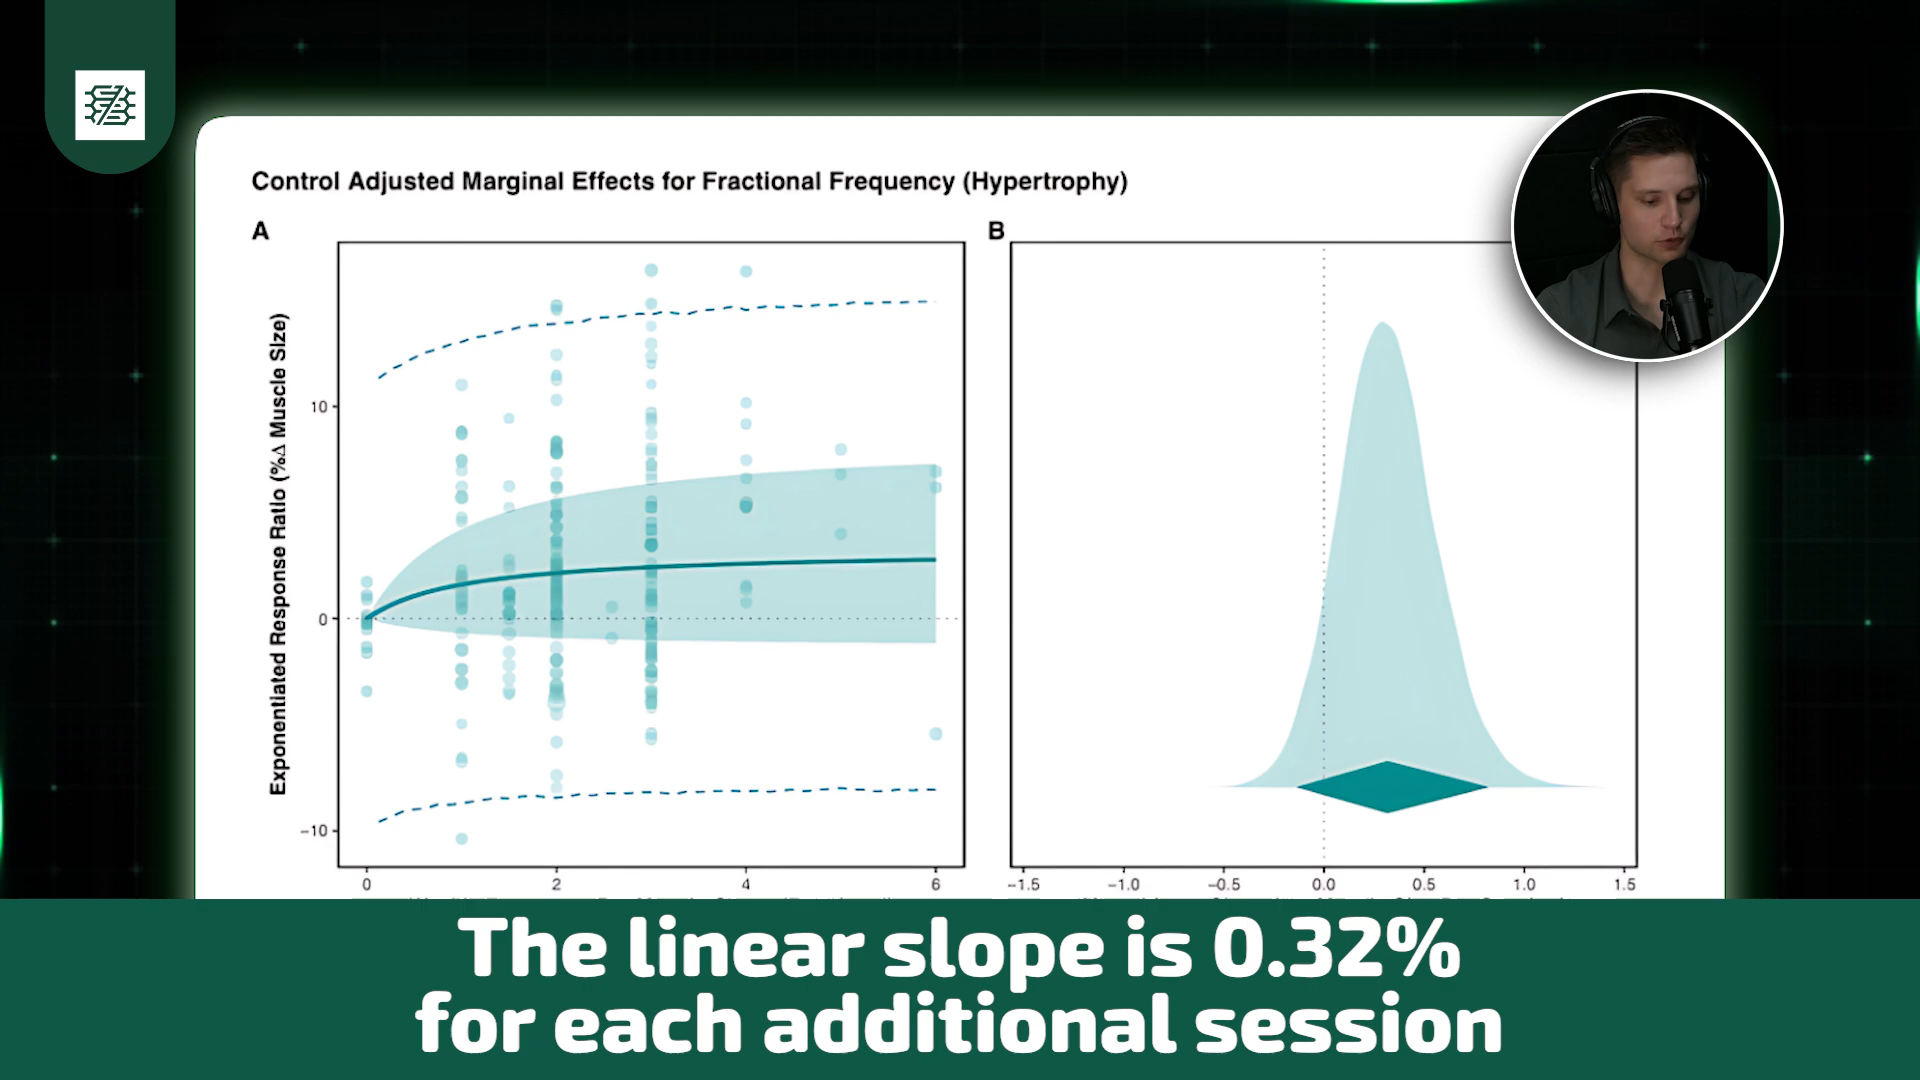 Control Adjusted Marginal Effects for Fractional Frequency (Hypertrophy)
A
B
Exponentiated Response Ratio (%Δ Muscle Size)
10
0
−10
0 2 4 6
−1.5 −1.0 −0.5 0.0 0.5 1.0 1.5
The linear slope is 0.32%
for each additional session